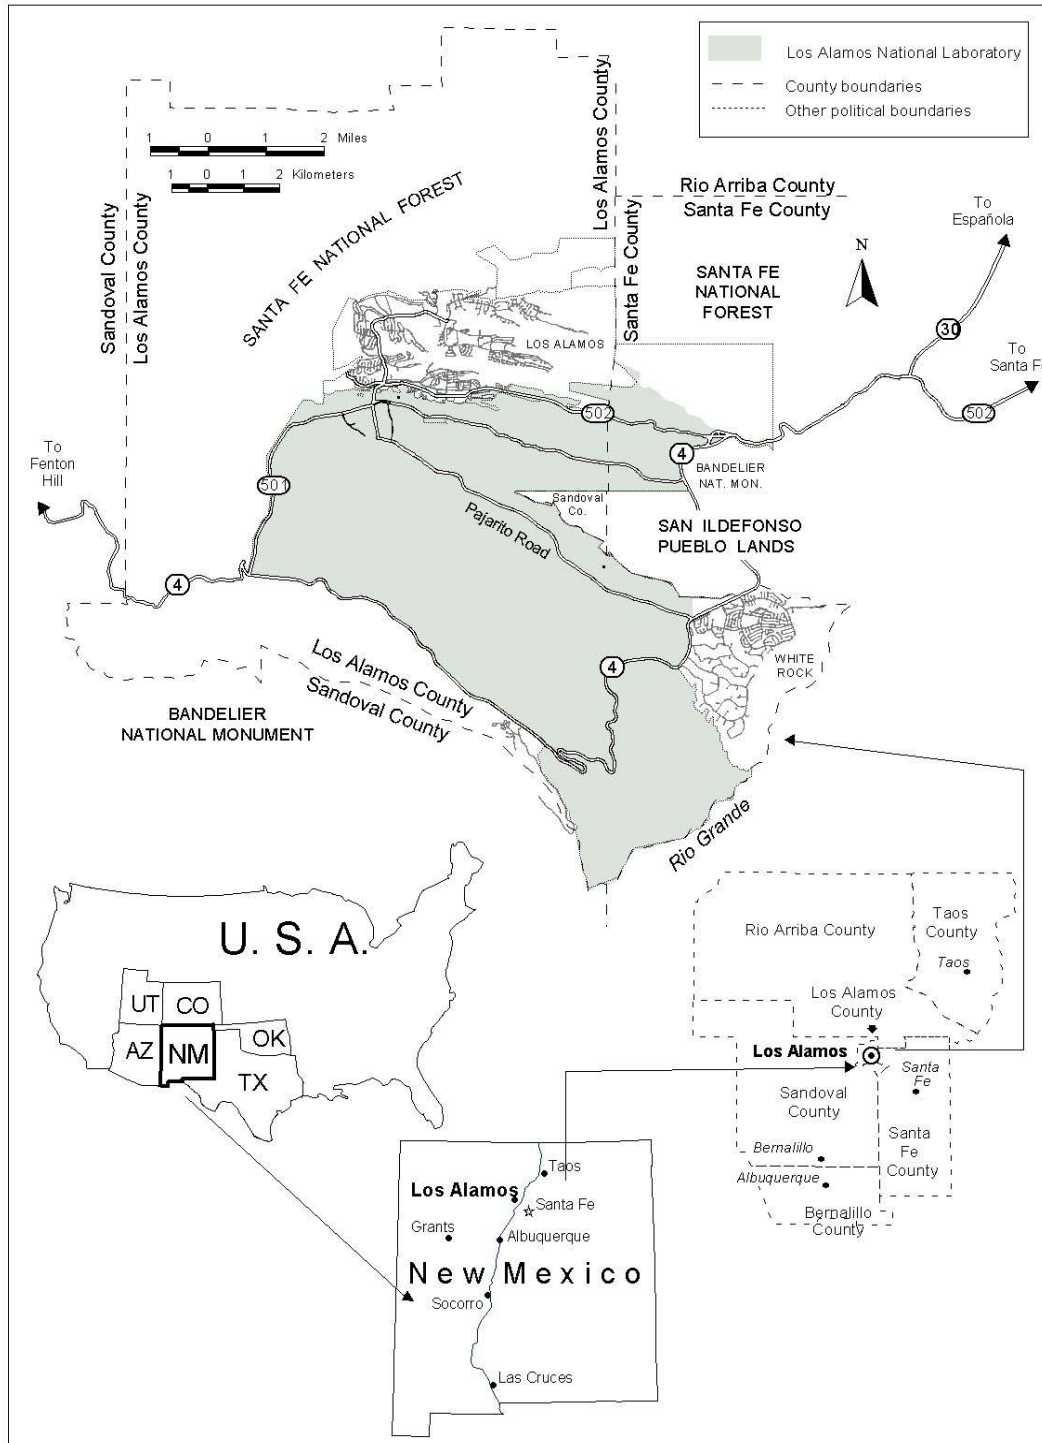 Los Alamos National Laboratory
County boundaries
Other political boundaries
1 0 1 2 Miles
1 0 1 2 Kilometers
Sandoval County
Los Alamos County
SANTA FE NATIONAL FOREST
Los Alamos County
Santa Fe County
Rio Arriba County
Santa Fe County
To
Española
N
SANTA FE
NATIONAL
FOREST
30
To
Santa F
502
LOS ALAMOS
502
4
BANDELIER
NAT. MON.
To
Fenton
Hill
501
Sandoval
Co.
Pajarito Road
SAN ILDEFONSO
PUEBLO LANDS
4
Los Alamos County
Sandoval County
4
WHITE
ROCK
BANDELIER
NATIONAL MONUMENT
Rio Grande
U. S. A.
UT
CO
AZ
NM
OK
TX
Rio Arriba County
Taos
County
Taos
Los Alamos
County
Los Alamos
Santa
Fe
Sandoval
County
Santa
Fe
County
Bernalillo
Albuquerque
Bernalillo
County
Taos
Los Alamos
Santa Fe
Grants
Albuquerque
New Mexico
Socorro
Las Cruces